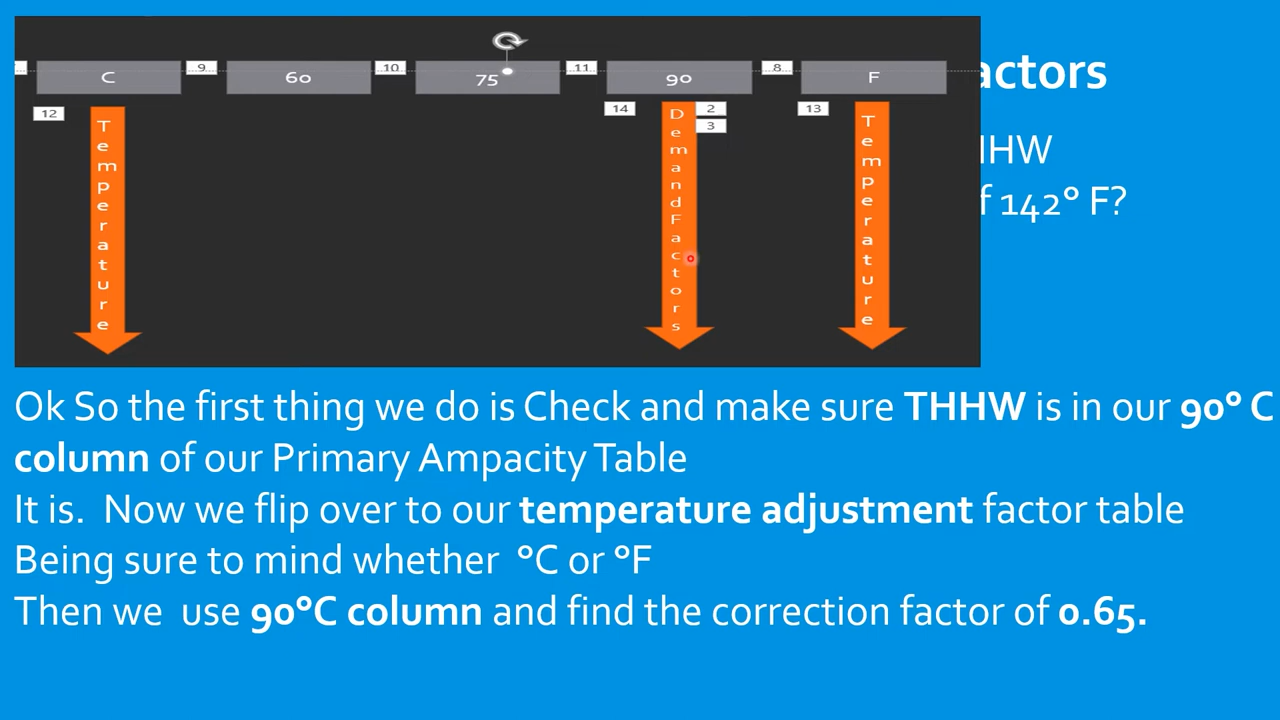 C 9 60 10 75 11 90 8 F
12 14 2 13
3
Temperature DemandFactors Temperature
actors
HW
f 142° F?
Ok So the first thing we do is Check and make sure THHW is in our 90° C
column of our Primary Ampacity Table
It is. Now we flip over to our temperature adjustment factor table
Being sure to mind whether °C or °F
Then we use 90°C column and find the correction factor of 0.65.